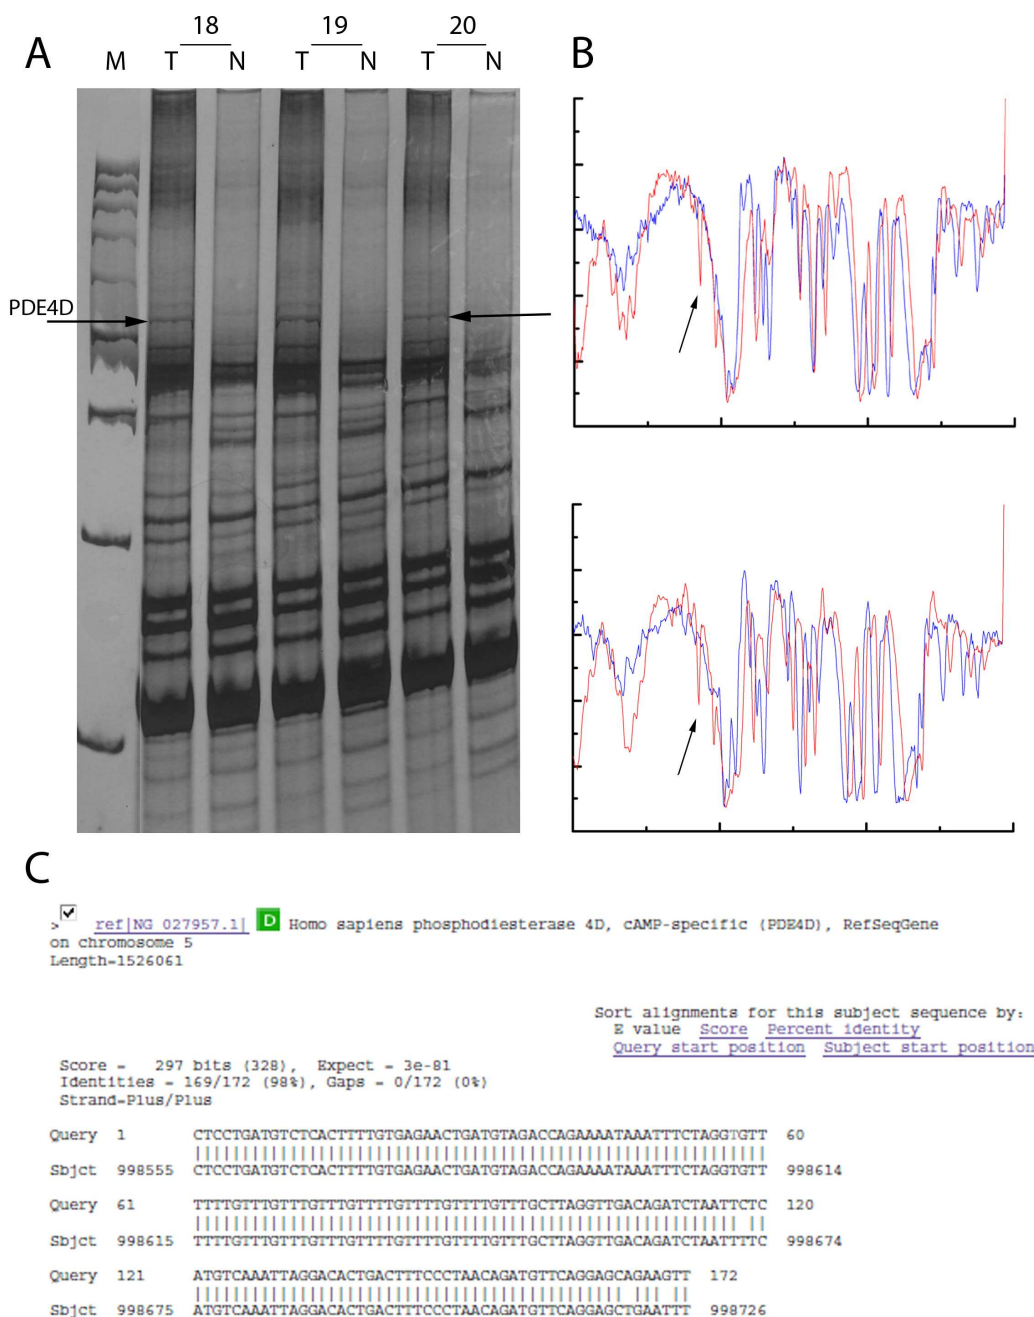 A
18
19
20
B
M
T
N
T
N
T
N
PDE4D
C
>ref|NG 027957.1| D Homo sapiens phosphodiesterase 4D, cAMP-specific (PDE4D), RefSeqGene
on chromosome 5
Length=1526061
Sort alignments for this subject sequence by:
E value Score Percent identity
Query start position Subject start position
Score = 297 bits (328), Expect = 3e-81
Identities = 169/172 (98%), Gaps = 0/172 (0%)
Strand=Plus/Plus
Query 1 CTCCTGATGTCTCACTTTTGTGAGAACTGATGTAGACCAGAAAATAAATTTCTAGGTGTT 60
||||||||||||||||||||||||||||||||||||||||||||||||||||||||||||
Sbjct 998555 CTCCTGATGTCTCACTTTTGTGAGAACTGATGTAGACCAGAAAATAAATTTCTAGGTGTT 998614
Query 61 TTTTGTTTGTTTGTTTGTTTTGTTTTGTTTTGTTTGCTTAGGTTGACAGATCTAATTCTC 120
||||||||||||||||||||||||||||||||||||||||||||||||||||||||| ||
Sbjct 998615 TTTTGTTTGTTTGTTTGTTTTGTTTTGTTTTGTTTGCTTAGGTTGACAGATCTAATTTTC 998674
Query 121 ATGTCAAATTAGGACACTGACTTTCCCTAACAGATGTTCAGGAGCAGAAGTT 172
|||||||||||||||||||||||||||||||||||||||||||| ||| ||
Sbjct 998675 ATGTCAAATTAGGACACTGACTTTCCCTAACAGATGTTCAGGAGCTGAATTT 998726